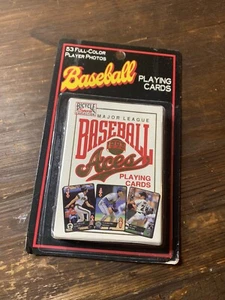 53 FULL-COLOR
PLAYER PHOTOS
Baseball
PLAYING
CARDS
BICYCLE
MAJOR LEAGUE
BASEBALL
Aces
PLAYING
CARDS